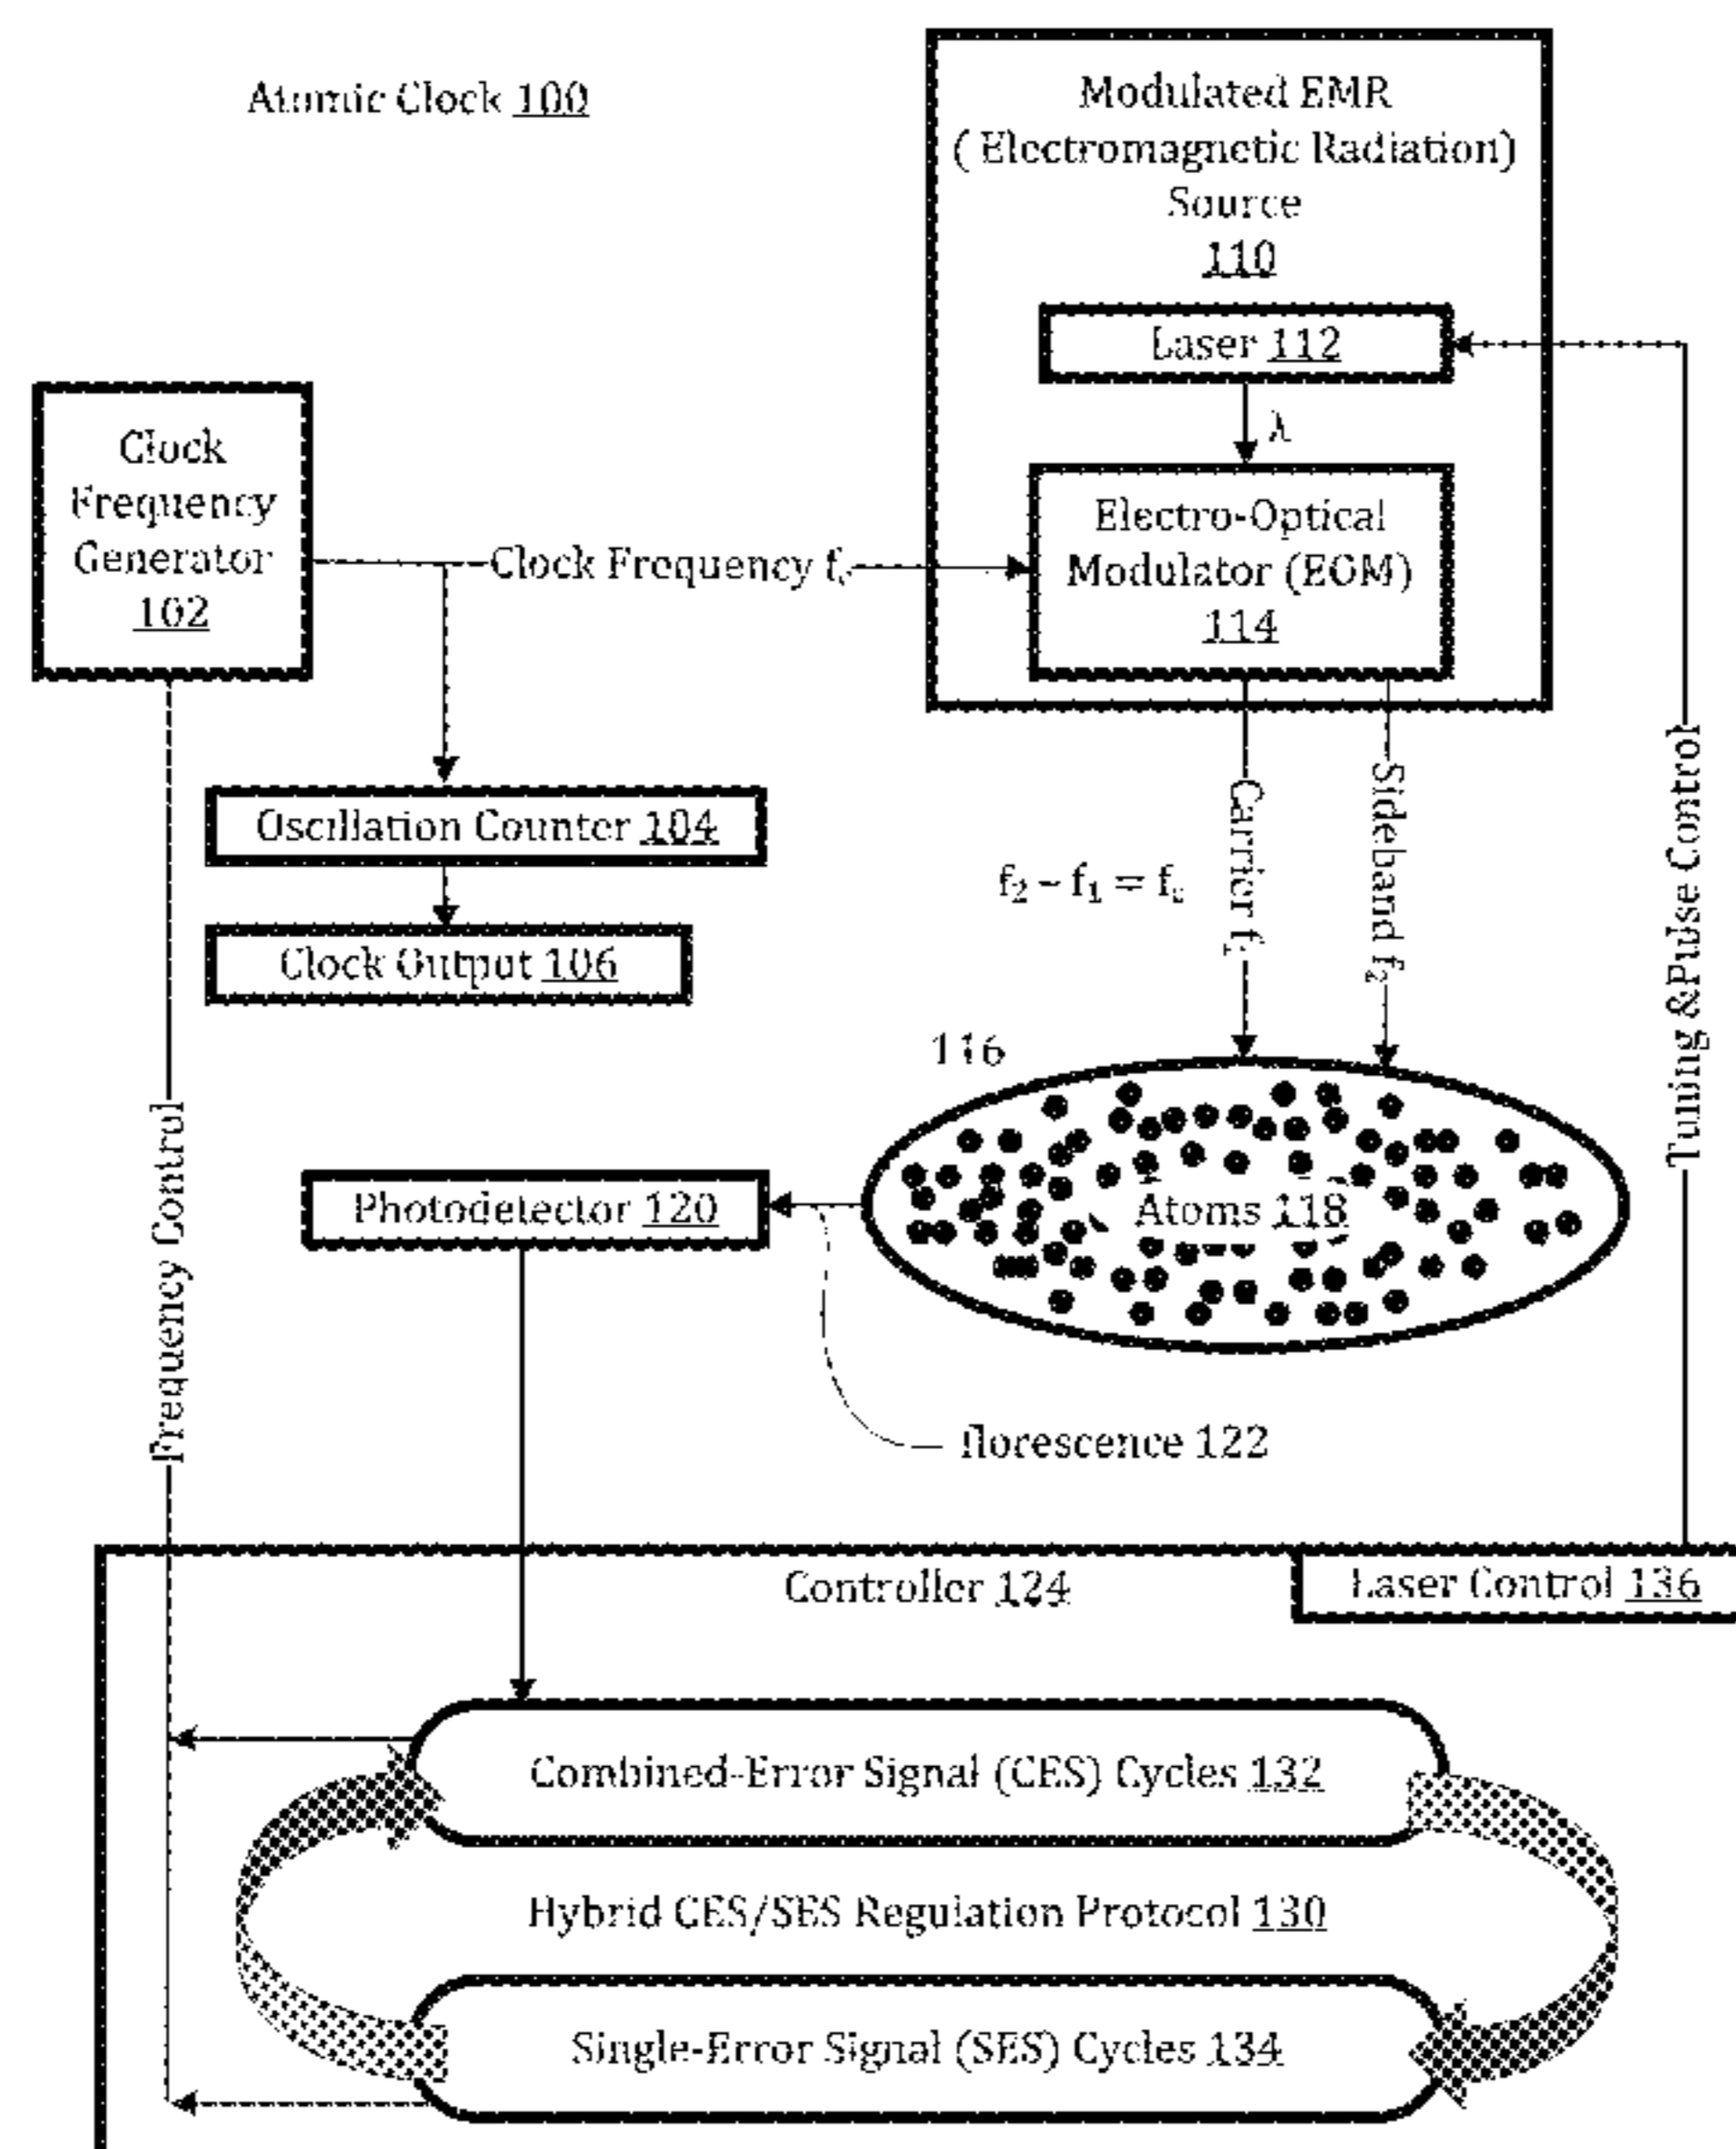 Atomic Clock 100
Modulated EMR
( Electromagnetic Radiation)
Source
110
Laser 112
λ
Clock
Frequency
Generator
102
Clock Frequency fc
Electro-Optical
Modulator (EOM)
114
Oscillation Counter 104
Clock Output 106
f2 – f1 = fc
Carrier f1
Sideband f2
Tuning &Pulse Control
Frequency Control
116
Atoms 118
Photodetector 120
florescence 122
Controller 124
Laser Control 136
Combined-Error Signal (CES) Cycles 132
Hybrid CES/SES Regulation Protocol 130
Single-Error Signal (SES) Cycles 134